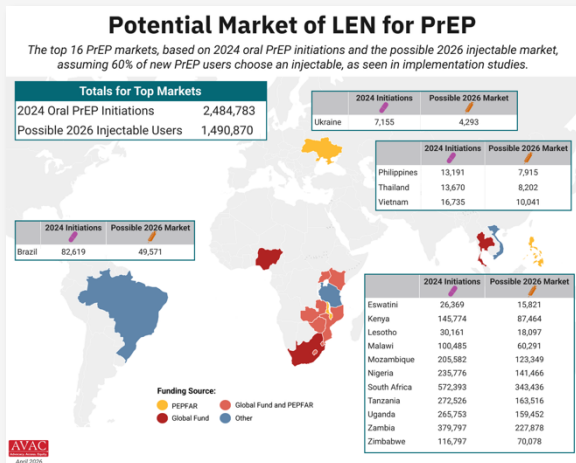 Potential Market of LEN for PrEP
The top 16 PrEP markets, based on 2024 oral PrEP initiations and the possible 2026 injectable market,
assuming 60% of new PrEP users choose an injectable, as seen in implementation studies.
Totals for Top Markets
2024 Oral PrEP Initiations 2,484,783
Possible 2026 Injectable Users 1,490,870
2024 Initiations Possible 2026 Market
Ukraine 7,155 4,293
2024 Initiations Possible 2026 Market
Philippines 13,191 7,915
Thailand 13,670 8,202
Vietnam 16,735 10,041
2024 Initiations Possible 2026 Market
Brazil 82,619 49,571
2024 Initiations Possible 2026 Market
Eswatini 26,369 15,821
Kenya 145,774 87,464
Lesotho 30,161 18,097
Malawi 100,485 60,291
Mozambique 205,582 123,349
Nigeria 235,776 141,466
South Africa 572,393 343,436
Tanzania 272,526 163,516
Uganda 265,753 159,452
Zambia 379,797 227,878
Zimbabwe 116,797 70,078
Funding Source:
PEPFAR
Global Fund and PEPFAR
Global Fund
Other
AVAC
April 2026